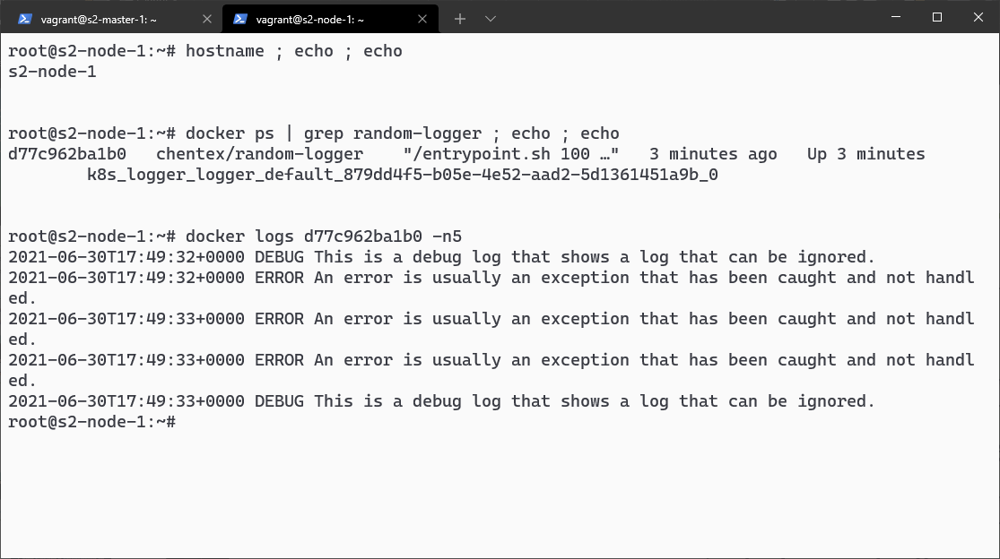 vagrant@s2-master-1: ~
vagrant@s2-node-1: ~
root@s2-node-1:~# hostname ; echo ; echo
s2-node-1
root@s2-node-1:~# docker ps | grep random-logger ; echo ; echo
d77c962ba1b0   chentex/random-logger    "/entrypoint.sh 100 …"   3 minutes ago   Up 3 minutes
        k8s_logger_logger_default_879dd4f5-b05e-4e52-aad2-5d1361451a9b_0
root@s2-node-1:~# docker logs d77c962ba1b0 -n5
2021-06-30T17:49:32+0000 DEBUG This is a debug log that shows a log that can be ignored.
2021-06-30T17:49:32+0000 ERROR An error is usually an exception that has been caught and not handl
ed.
2021-06-30T17:49:33+0000 ERROR An error is usually an exception that has been caught and not handl
ed.
2021-06-30T17:49:33+0000 ERROR An error is usually an exception that has been caught and not handl
ed.
2021-06-30T17:49:33+0000 DEBUG This is a debug log that shows a log that can be ignored.
root@s2-node-1:~#